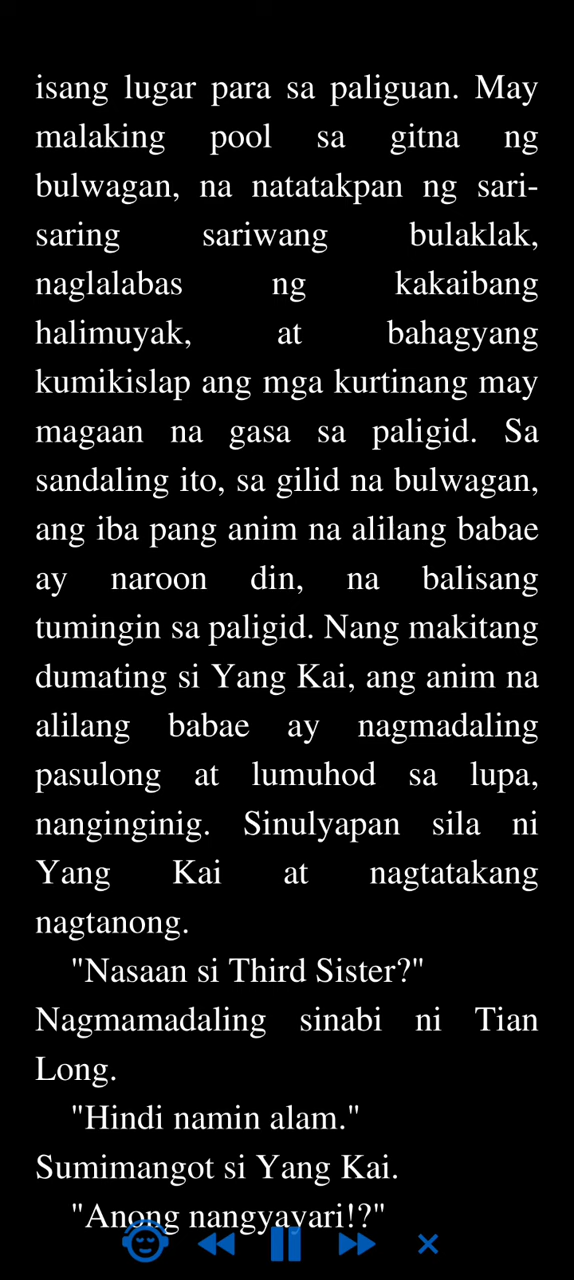 isang lugar para sa paliguan. May
malaking pool sa gitna ng
bulwagan, na natatakpan ng sari-
saring sariwang bulaklak,
naglalabas ng kakaibang
halimuyak, at bahagyang
kumikislap ang mga kurtinang may
magaan na gasa sa paligid. Sa
sandaling ito, sa gilid na bulwagan,
ang iba pang anim na alilang babae
ay naroon din, na balisang
tumingin sa paligid. Nang makitang
dumating si Yang Kai, ang anim na
alilang babae ay nagmadaling
pasulong at lumuhod sa lupa,
nanginginig. Sinulyapan sila ni
Yang Kai at nagtatakang
nagtanong.
"Nasaan si Third Sister?"
Nagmamadaling sinabi ni Tian
Long.
"Hindi namin alam."
Sumimangot si Yang Kai.
"Anong nangyayari!?"